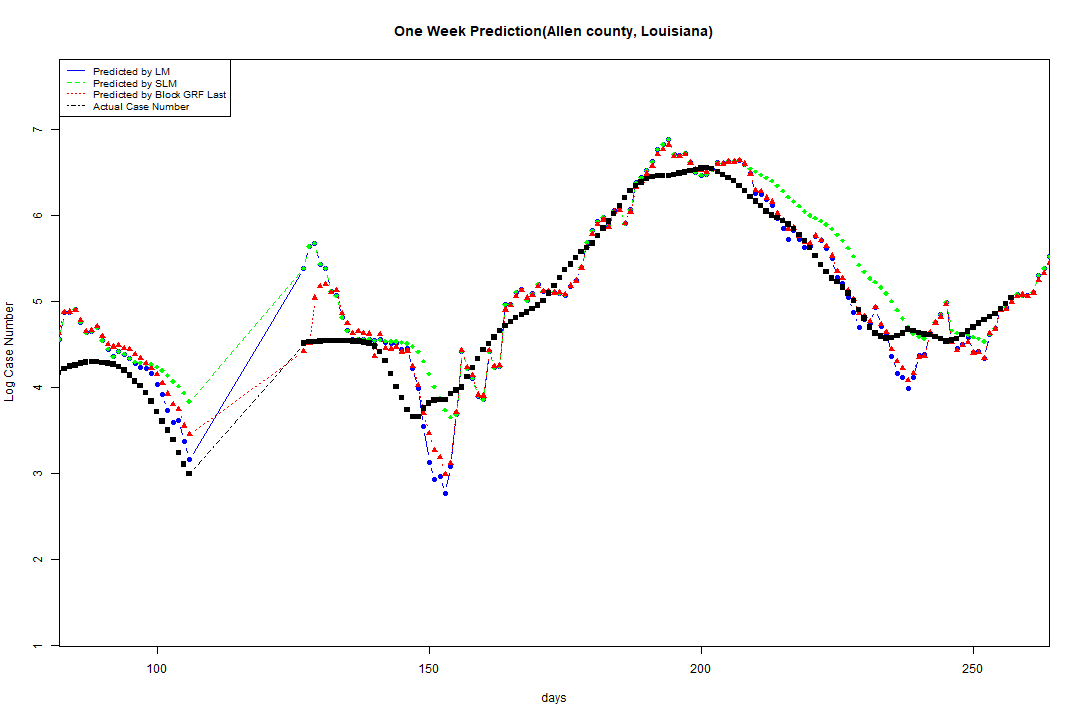 One Week Prediction(Allen county, Louisiana)
Predicted by LM
Predicted by SLM
Predicted by Block GRF Last
Actual Case Number
7
6
5
4
3
2
1
Log Case Number
100 150 200 250
days